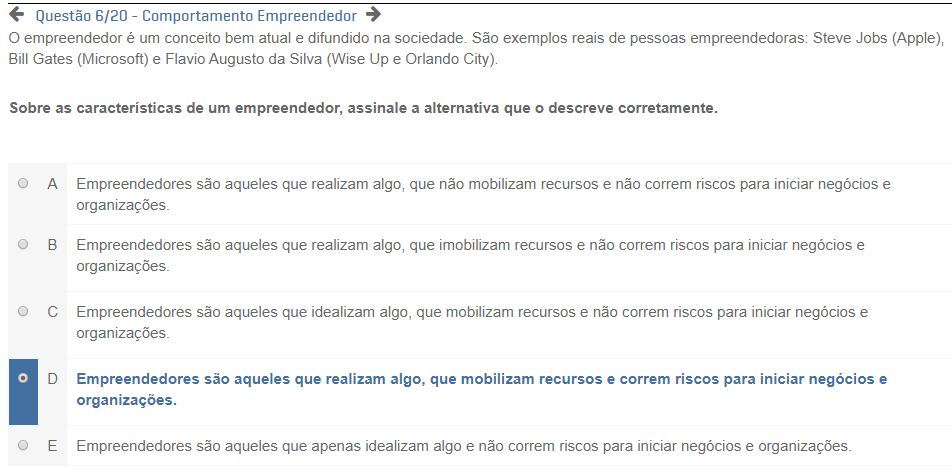 Questão 6/20 - Comportamento Empreendedor
O empreendedor é um conceito bem atual e difundido na sociedade. São exemplos reais de pessoas empreendedoras: Steve Jobs (Apple),
Bill Gates (Microsoft) e Flavio Augusto da Silva (Wise Up e Orlando City).
Sobre as características de um empreendedor, assinale a alternativa que o descreve corretamente.
A Empreendedores são aqueles que realizam algo, que não mobilizam recursos e não correm riscos para iniciar negócios e
organizações.
B Empreendedores são aqueles que realizam algo, que imobilizam recursos e não correm riscos para iniciar negócios e
organizações.
C Empreendedores são aqueles que idealizam algo, que mobilizam recursos e não correm riscos para iniciar negócios e
organizações.
D Empreendedores são aqueles que realizam algo, que mobilizam recursos e correm riscos para iniciar negócios e
organizações.
E Empreendedores são aqueles que apenas idealizam algo e não correm riscos para iniciar negócios e organizações.